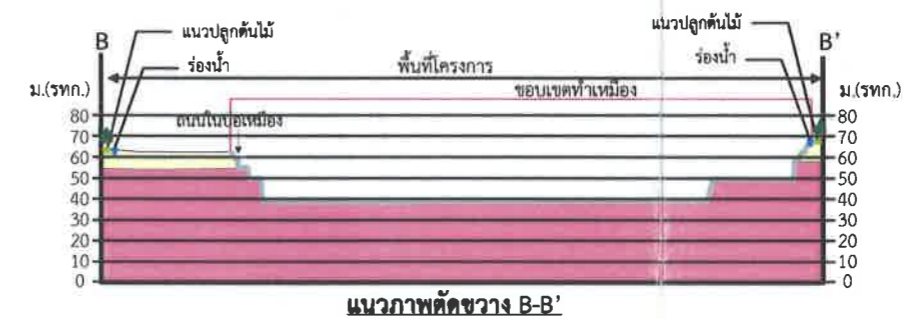 แนวปลูกต้นไม้
แนวปลูกต้นไม้
B
B’
ร่องน้ำ
พื้นที่โครงการ
ร่องน้ำ
ม.(รทก.)
ขอบเขตทำเหมือง
ม.(รทก.)
80
80
ถนนในบ่อเหมือง
70
70
60
60
50
50
40
40
30
30
20
20
10
10
0
0
แนวภาพตัดขวาง B-B’